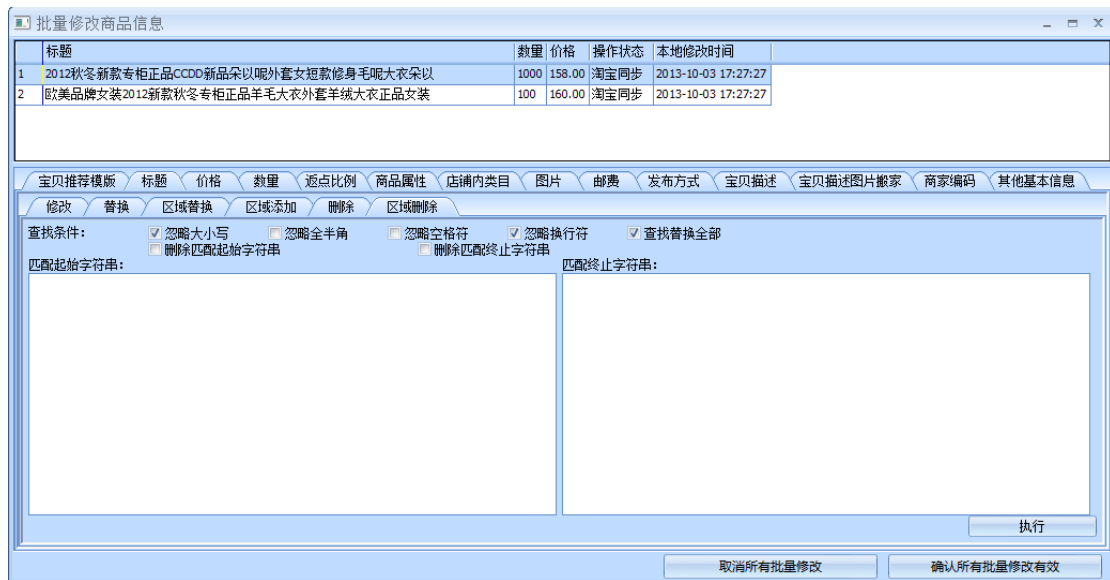 批量修改商品信息
标题 数量 价格 操作状态 本地修改时间
1 2012秋冬新款专柜正品CCDD新品朵以呢外套女短款修身毛呢大衣朵以 1000 158.00 淘宝同步 2013-10-03 17:27:27
2 欧美品牌女装2012新款秋冬专柜正品羊毛大衣外套羊绒大衣正品女装 100 160.00 淘宝同步 2013-10-03 17:27:27
宝贝推荐模版 标题 价格 数量 返点比例 商品属性 店铺内类目 图片 邮费 发布方式 宝贝描述 宝贝描述图片搬家 商家编码 其他基本信息
修改 替换 区域替换 区域添加 删除 区域删除
查找条件: 忽略大小写 忽略全半角 忽略空格符 忽略换行符 查找替换全部
删除匹配起始字符串 删除匹配终止字符串
匹配起始字符串: 匹配终止字符串:
执行
取消所有批量修改 确认所有批量修改有效